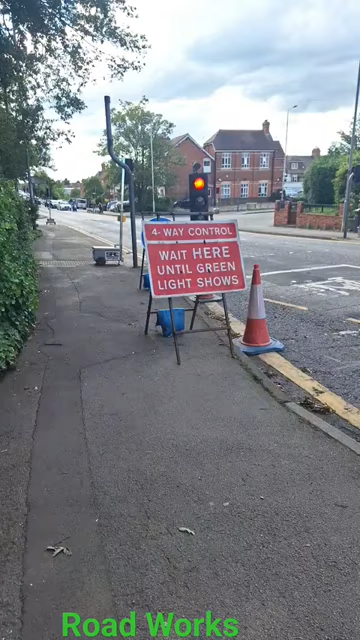 4-WAY CONTROL
WAIT HERE
UNTIL GREEN
LIGHT SHOWS
Road Works